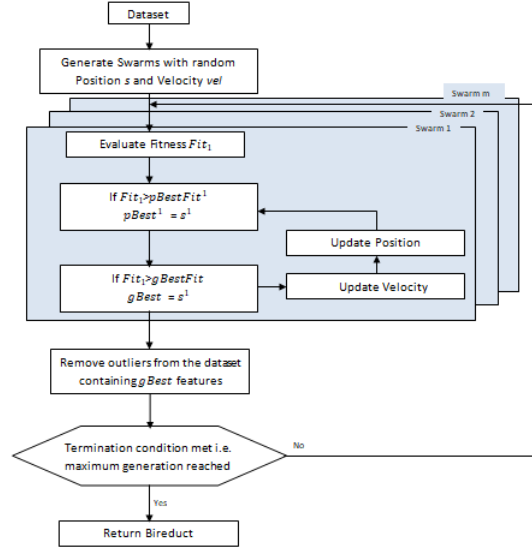 Dataset
Generate Swarms with random
Position s and Velocity vel
Swarm m
Swarm 2
Swarm 1
Evaluate Fitness Fit₁
If Fit₁>pBestFit¹
pBest¹ = s¹
Update Position
If Fit₁>gBestFit
gBest = s¹
Update Velocity
Remove outliers from the dataset
containing gBest features
Termination condition met i.e.
maximum generation reached
No
Yes
Return Bireduct